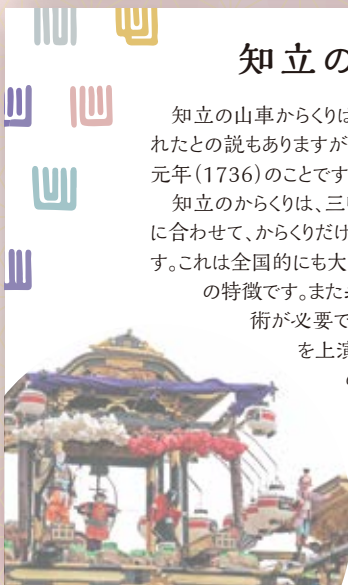 知立の
知立の山車からくりは
れたとの説もありますが
元年(1736)のことです
知立のからくりは、三
に合わせて、からくりだけ
す。これは全国的にも大
の特徴です。また
術が必要で
を上演